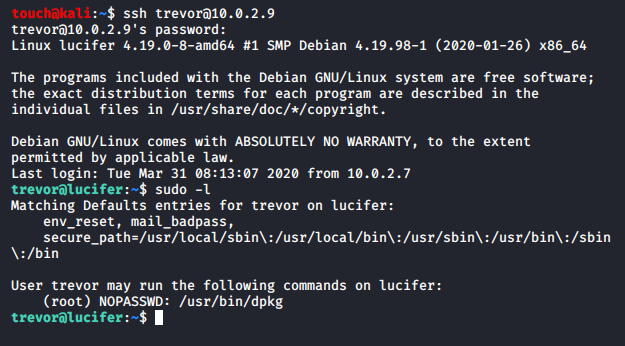 touch@kali:~$ ssh trevor@10.0.2.9
trevor@10.0.2.9's password:
Linux lucifer 4.19.0-8-amd64 #1 SMP Debian 4.19.98-1 (2020-01-26) x86_64

The programs included with the Debian GNU/Linux system are free software;
the exact distribution terms for each program are described in the
individual files in /usr/share/doc/*/copyright.

Debian GNU/Linux comes with ABSOLUTELY NO WARRANTY, to the extent
permitted by applicable law.
Last login: Tue Mar 31 08:13:07 2020 from 10.0.2.7
trevor@lucifer:~$ sudo -l
Matching Defaults entries for trevor on lucifer:
    env_reset, mail_badpass,
    secure_path=/usr/local/sbin\:/usr/local/bin\:/usr/sbin\:/usr/bin\:/sbin
\:/bin

User trevor may run the following commands on lucifer:
    (root) NOPASSWD: /usr/bin/dpkg
trevor@lucifer:~$